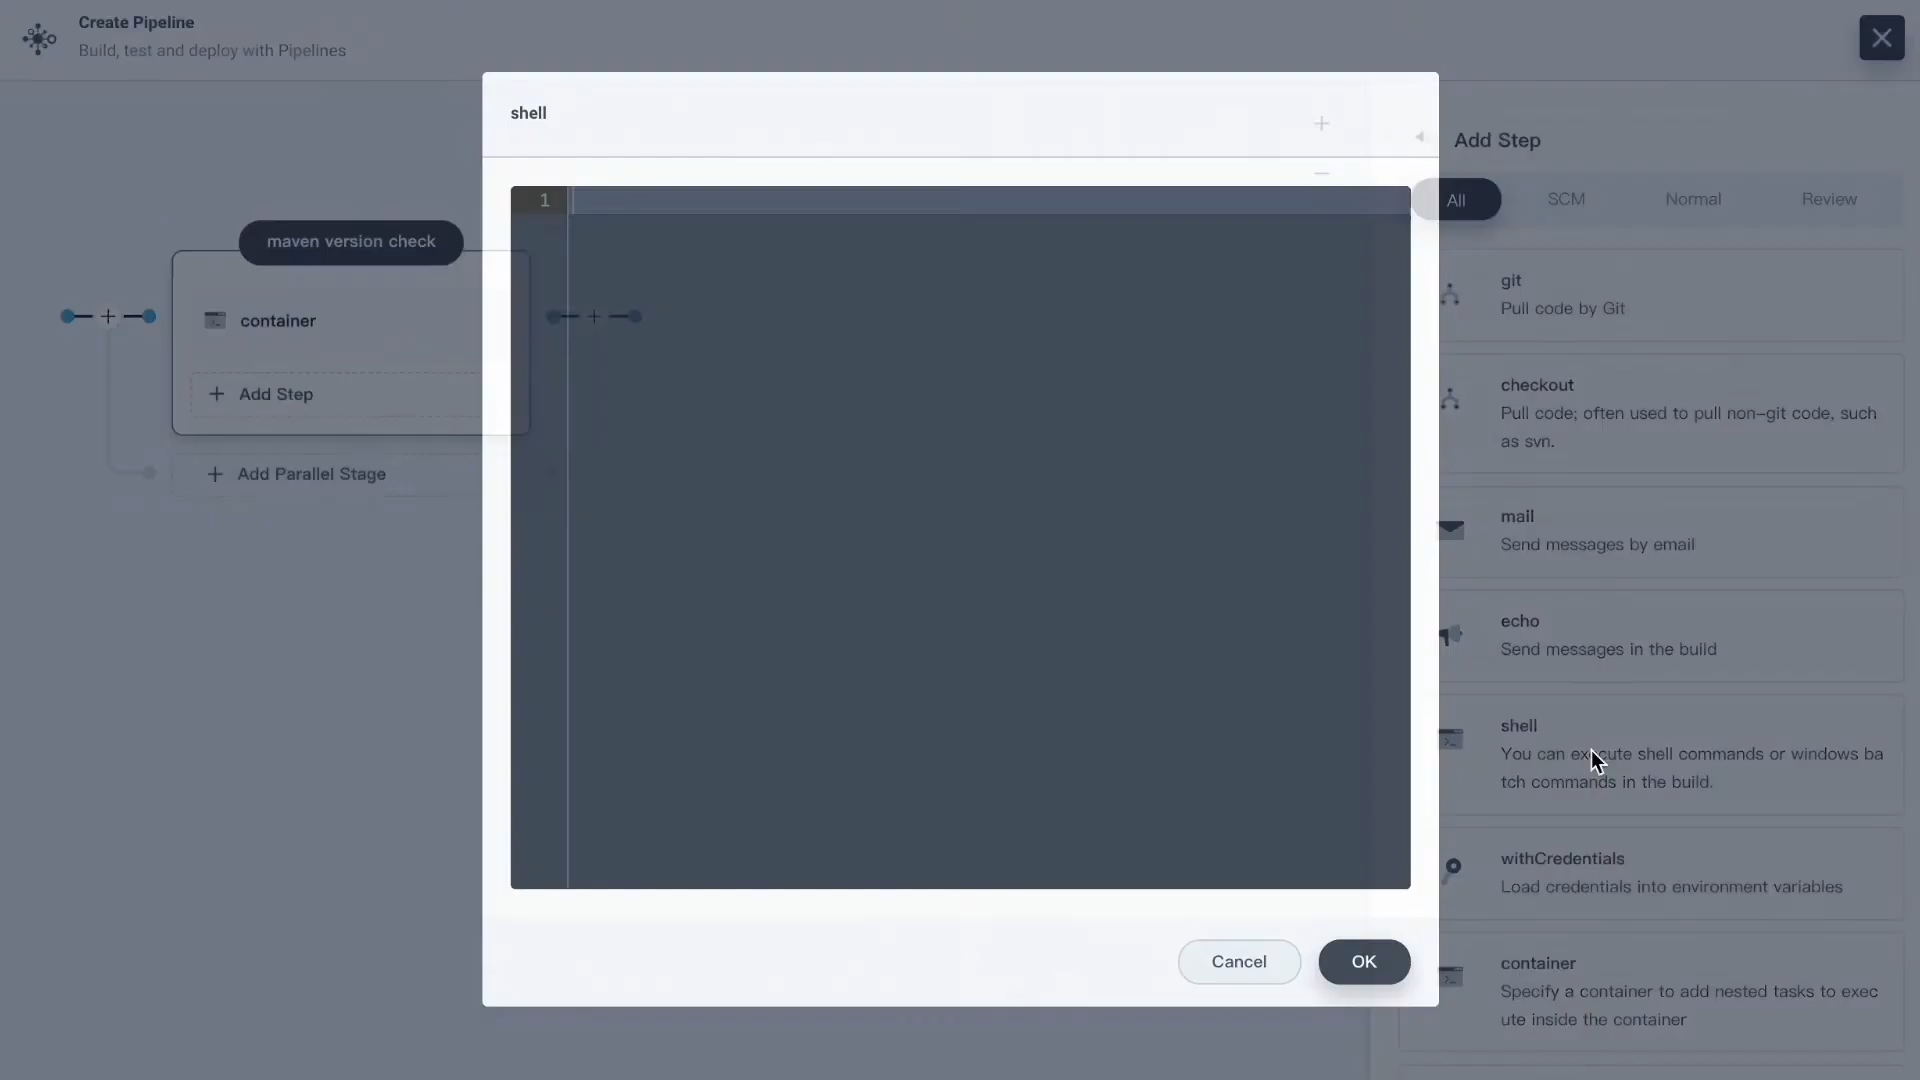 Create Pipeline
Build, test and deploy with Pipelines
shell
1
maven version check
container
Add Step
Add Parallel Stage
Cancel
OK
Add Step
All
SCM
Normal
Review
git
Pull code by Git
checkout
Pull code; often used to pull non-git code, such
as svn.
mail
Send messages by email
echo
Send messages in the build
shell
You can execute shell commands or windows ba
tch commands in the build.
withCredentials
Load credentials into environment variables
container
Specify a container to add nested tasks to exec
ute inside the container